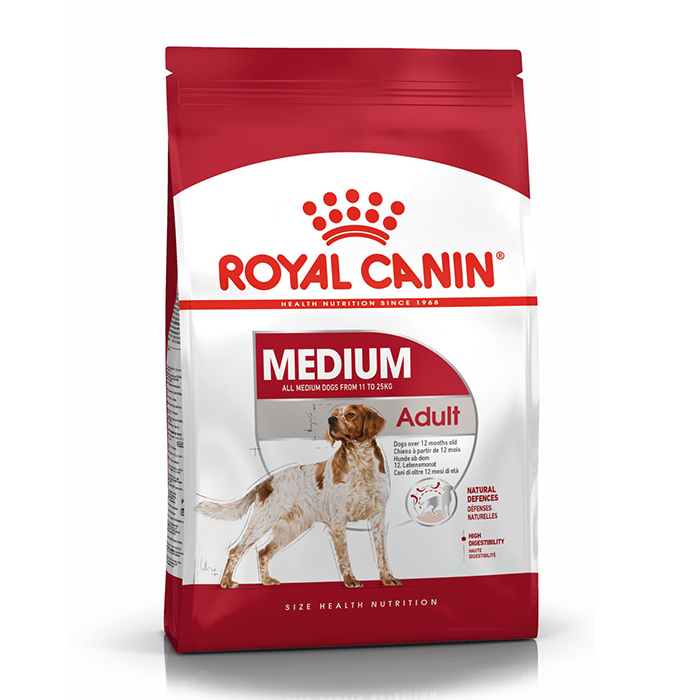 ROYAL CANIN®
HEALTH NUTRITION SINCE 1968
MEDIUM
ALL MEDIUM DOGS FROM 11 TO 25KG
Adult
Dogs over 12 months old
Chiens à partir de 12 mois
Hunde ab dem
12. Lebensmonat
Cani di oltre 12 mesi di età
NATURAL
DEFENCES
DÉFENSES
NATURELLES
HIGH
DIGESTIBILITY
HAUTE
DIGESTIBILITÉ
SIZE HEALTH NUTRITION